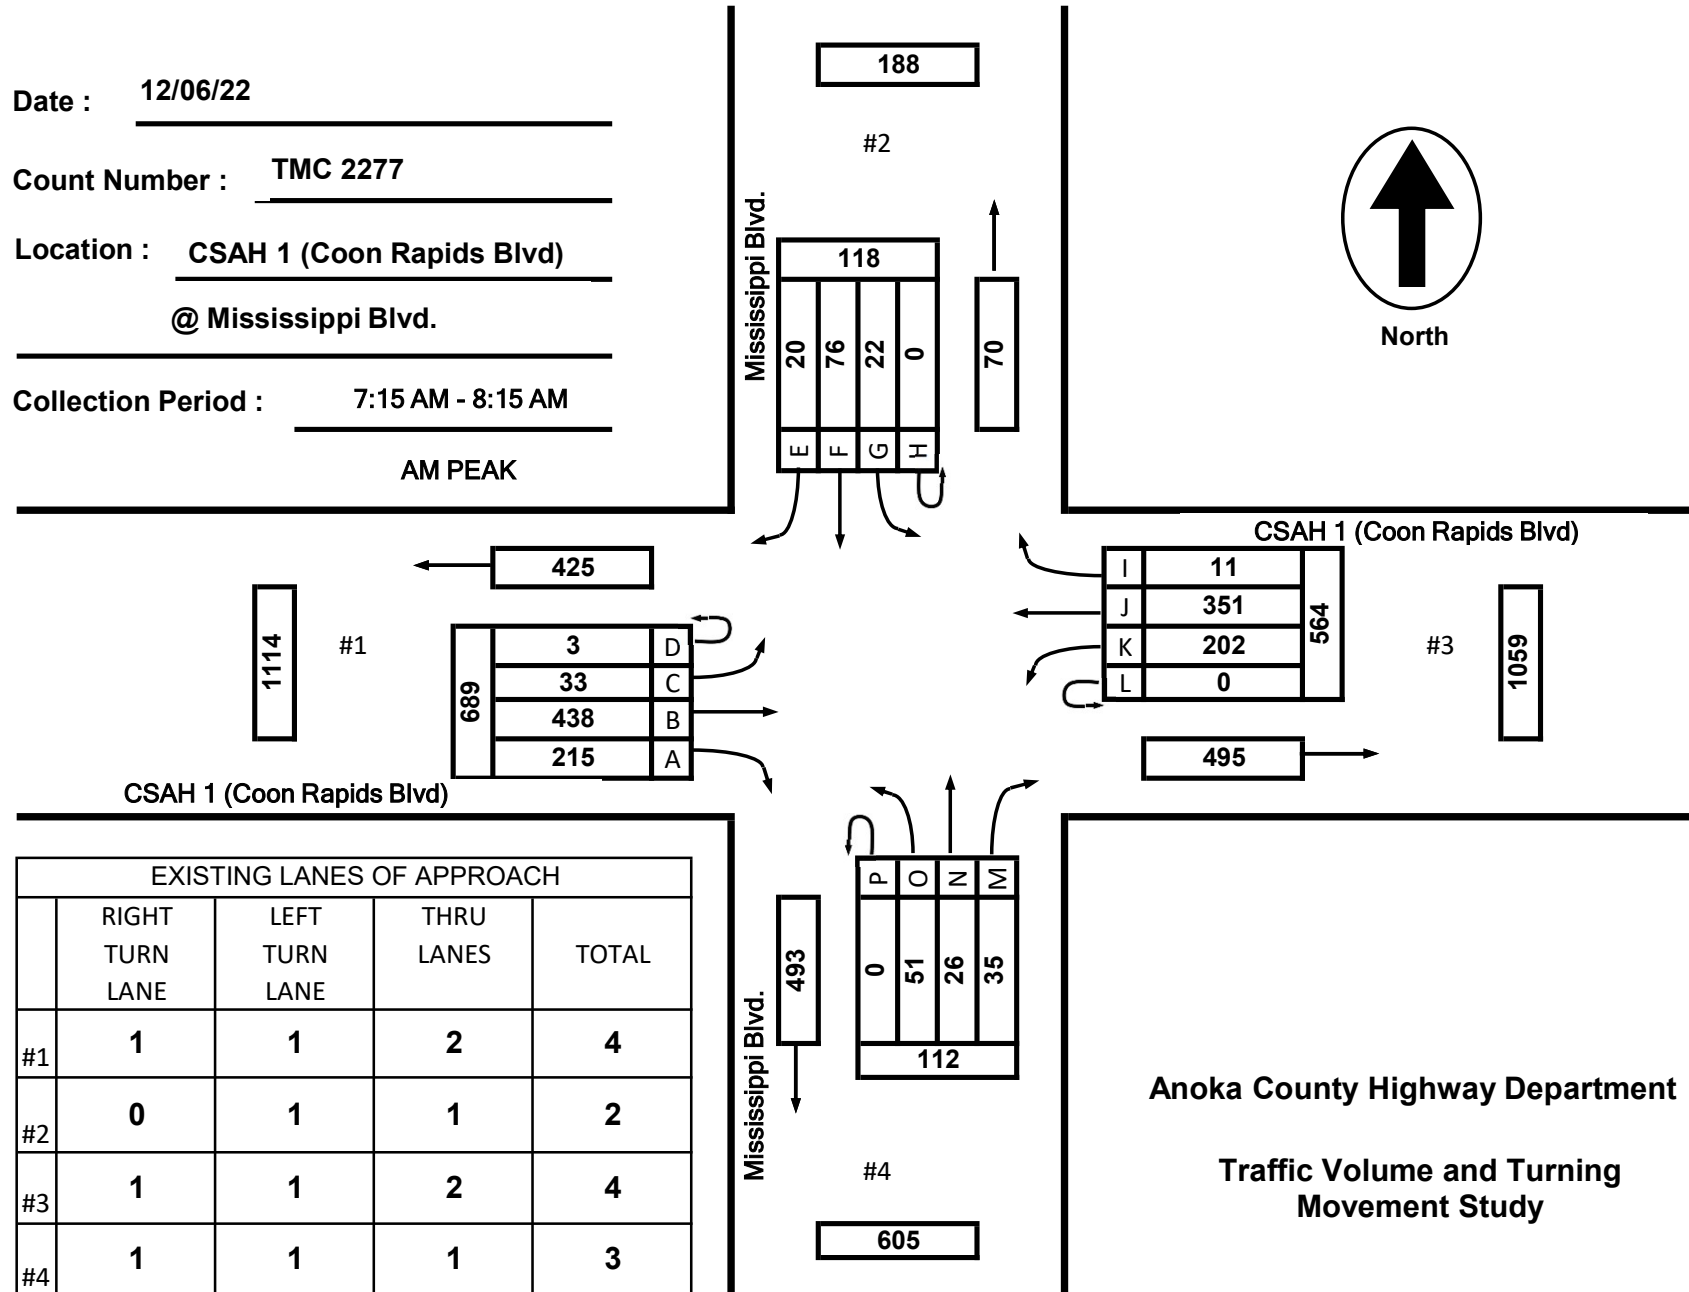 Date : 12/06/22
Count Number : TMC 2277
Location : CSAH 1 (Coon Rapids Blvd)
@ Mississippi Blvd.
Collection Period : 7:15 AM - 8:15 AM
AM PEAK
188
#2
Mississippi Blvd.
118
20 76 22 0
E F G H
70
North
CSAH 1 (Coon Rapids Blvd)
425
1114
#1
689
3 D
33 C
438 B
215 A
CSAH 1 (Coon Rapids Blvd)
I 11
J 351
K 202
L 0
564
#3
1059
495
P O N M
0 51 26 35
112
493
Mississippi Blvd.
#4
605
EXISTING LANES OF APPROACH
RIGHT TURN LANE LEFT TURN LANE THRU LANES TOTAL
#1 1 1 2 4
#2 0 1 1 2
#3 1 1 2 4
#4 1 1 1 3
Anoka County Highway Department
Traffic Volume and Turning
Movement Study